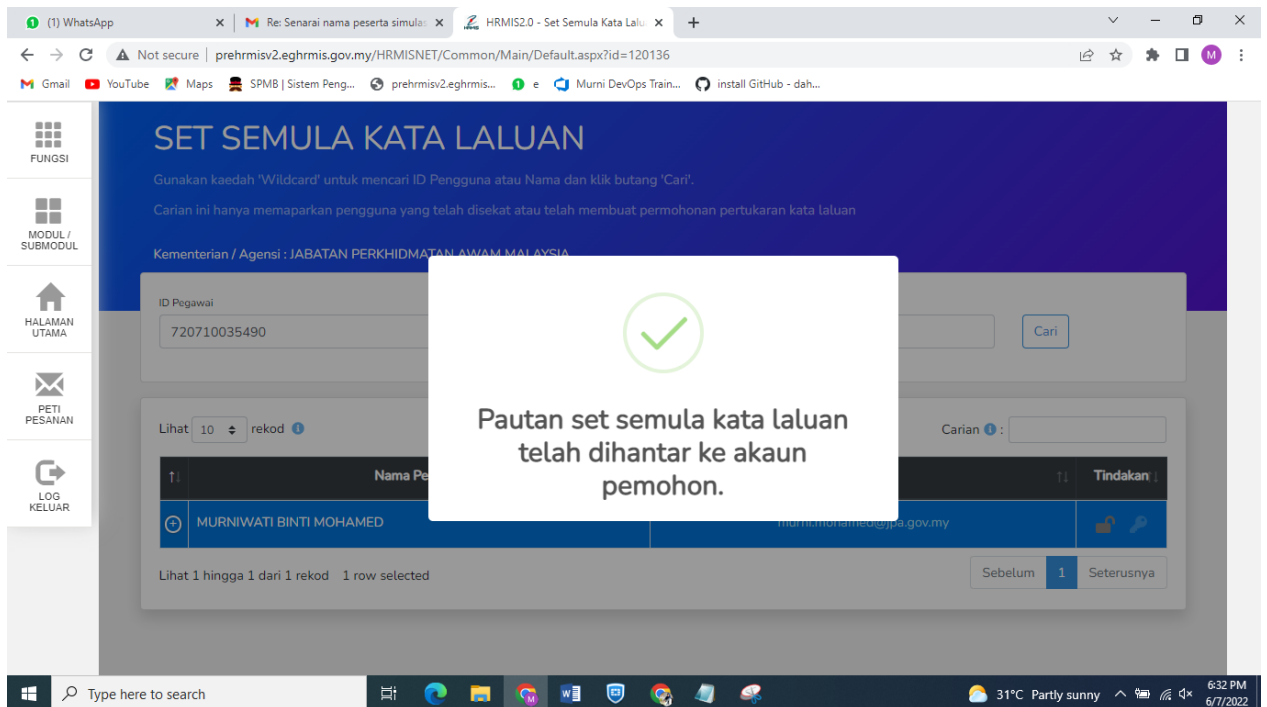 (1) WhatsApp
Re: Senarai nama peserta simulas
HRMIS2.0 - Set Semula Kata Lalu
Not secure | prehrmisv2.eghrmis.gov.my/HRMISNET/Common/Main/Default.aspx?id=120136
M
Gmail YouTube Maps SPMB | Sistem Peng... prehrmisv2.eghrmis... e Murni DevOps Train... install GitHub - dah...
FUNGSI
MODUL /
SUBMODUL
HALAMAN
UTAMA
PETI
PESANAN
LOG
KELUAR
SET SEMULA KATA LALUAN
Gunakan kaedah 'Wildcard' untuk mencari ID Pengguna atau Nama dan klik butang 'Cari'.
Carian ini hanya memaparkan pengguna yang telah disekat atau telah membuat permohonan pertukaran kata laluan
Kementerian / Agensi : JABATAN PERKHIDMATAN AWAM MALAYSIA
ID Pegawai
720710035490
Cari
Pautan set semula kata laluan
telah dihantar ke akaun
pemohon.
Lihat 10 rekod
Carian :
Nama Pe
Tindakan
MURNIWATI BINTI MOHAMED murni.mohamed@jpa.gov.my
Lihat 1 hingga 1 dari 1 rekod 1 row selected
Sebelum 1 Seterusnya
Type here to search
31°C Partly sunny
6:32 PM
6/7/2022